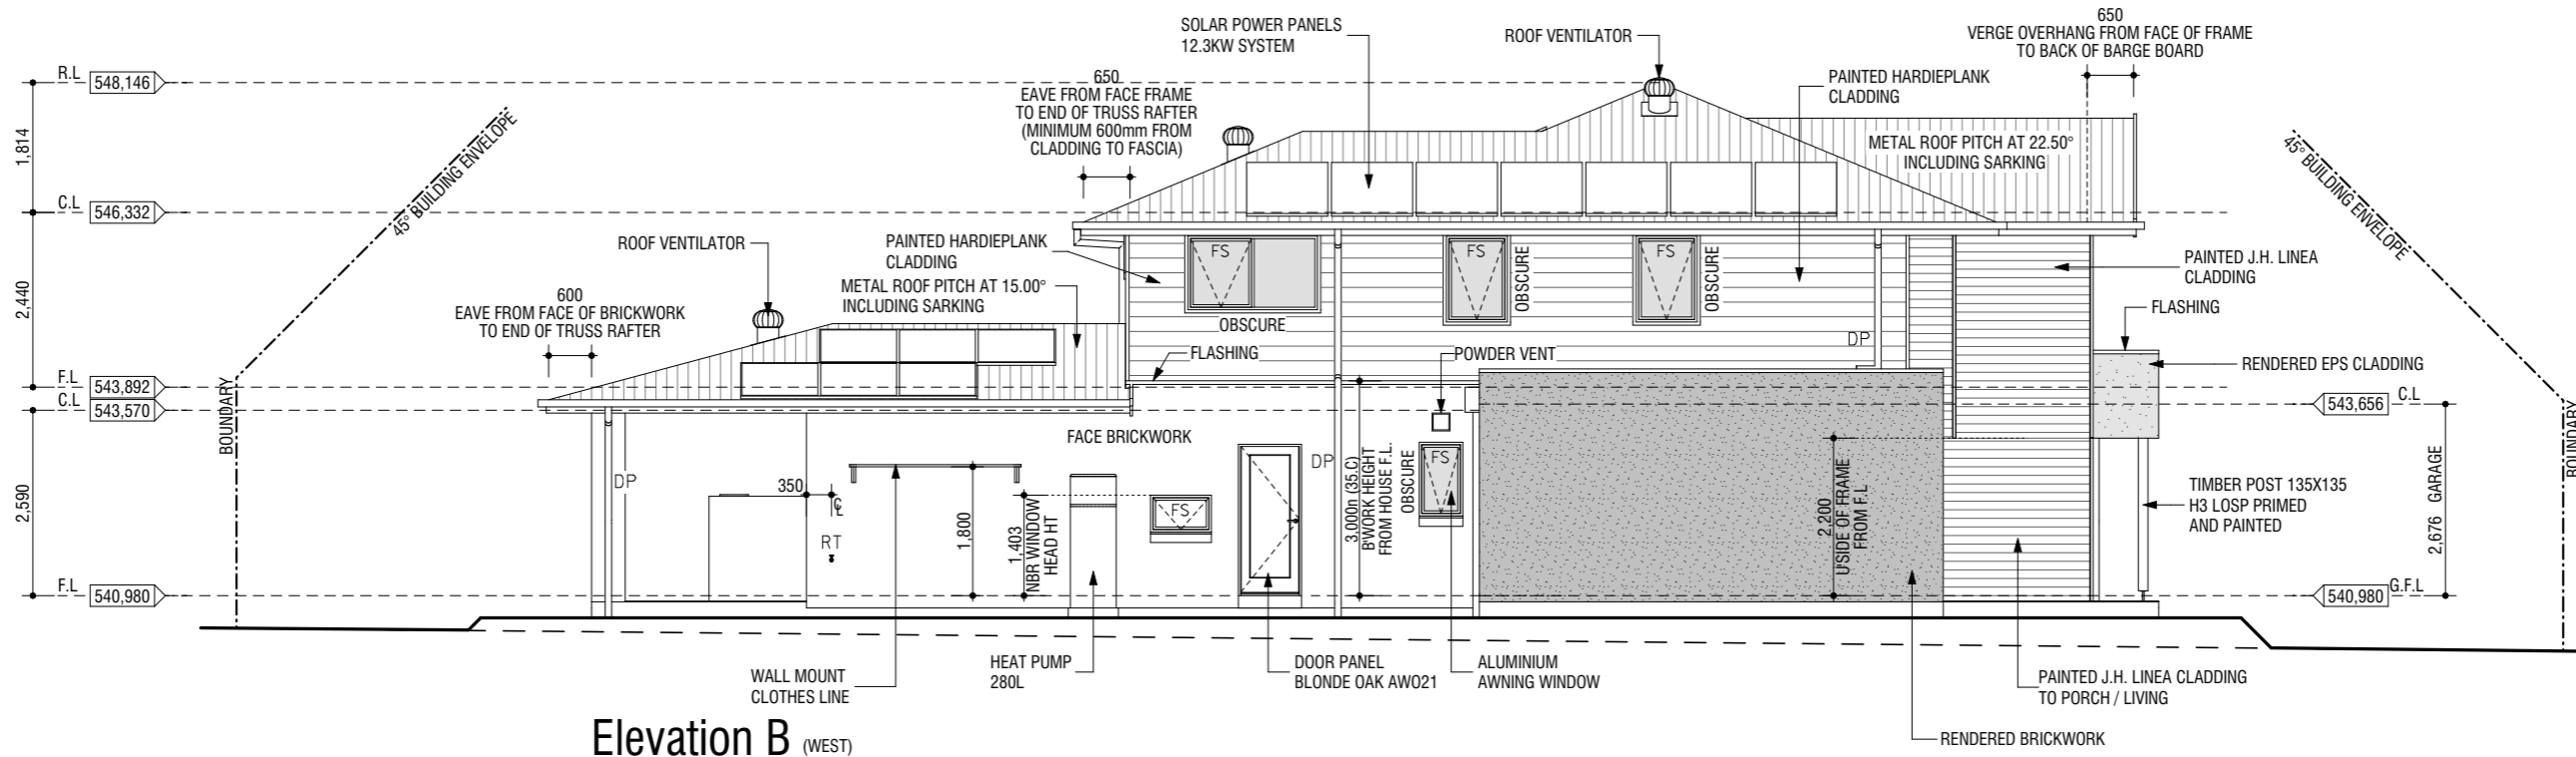 SOLAR POWER PANELS
12.3KW SYSTEM
ROOF VENTILATOR
650
VERGE OVERHANG FROM FACE OF FRAME
TO BACK OF BARGE BOARD
R.L
548,146
650
EAVE FROM FACE FRAME
TO END OF TRUSS RAFTER
(MINIMUM 600mm FROM
CLADDING TO FASCIA)
PAINTED HARDIEPLANK
CLADDING
METAL ROOF PITCH AT 22.50°
INCLUDING SARKING
45° BUILDING ENVELOPE
45° BUILDING ENVELOPE
1,814
C.L
546,332
ROOF VENTILATOR
PAINTED HARDIEPLANK
CLADDING
METAL ROOF PITCH AT 15.00°
INCLUDING SARKING
FS
OBSCURE
FS
OBSCURE
FS
OBSCURE
PAINTED J.H. LINEA
CLADDING
FLASHING
2,440
600
EAVE FROM FACE OF BRICKWORK
TO END OF TRUSS RAFTER
FLASHING
POWDER VENT
DP
RENDERED EPS CLADDING
F.L
543,892
C.L
543,570
BOUNDARY
543,656
C.L
BOUNDARY
FACE BRICKWORK
DP
DP
350
CL
RT
1,800
1,403
NBR WINDOW
HEAD HT
FS
3,000n (35.C)
B'WORK HEIGHT
FROM HOUSE F.L.
OBSCURE
FS
2,200
U'SIDE OF FRAME
FROM F.L
TIMBER POST 135X135
H3 LOSP PRIMED
AND PAINTED
2,676 GARAGE
2,590
F.L
540,980
540,980
G.F.L
WALL MOUNT
CLOTHES LINE
HEAT PUMP
280L
DOOR PANEL
BLONDE OAK AWO21
ALUMINIUM
AWNING WINDOW
PAINTED J.H. LINEA CLADDING
TO PORCH / LIVING
RENDERED BRICKWORK
Elevation B (WEST)